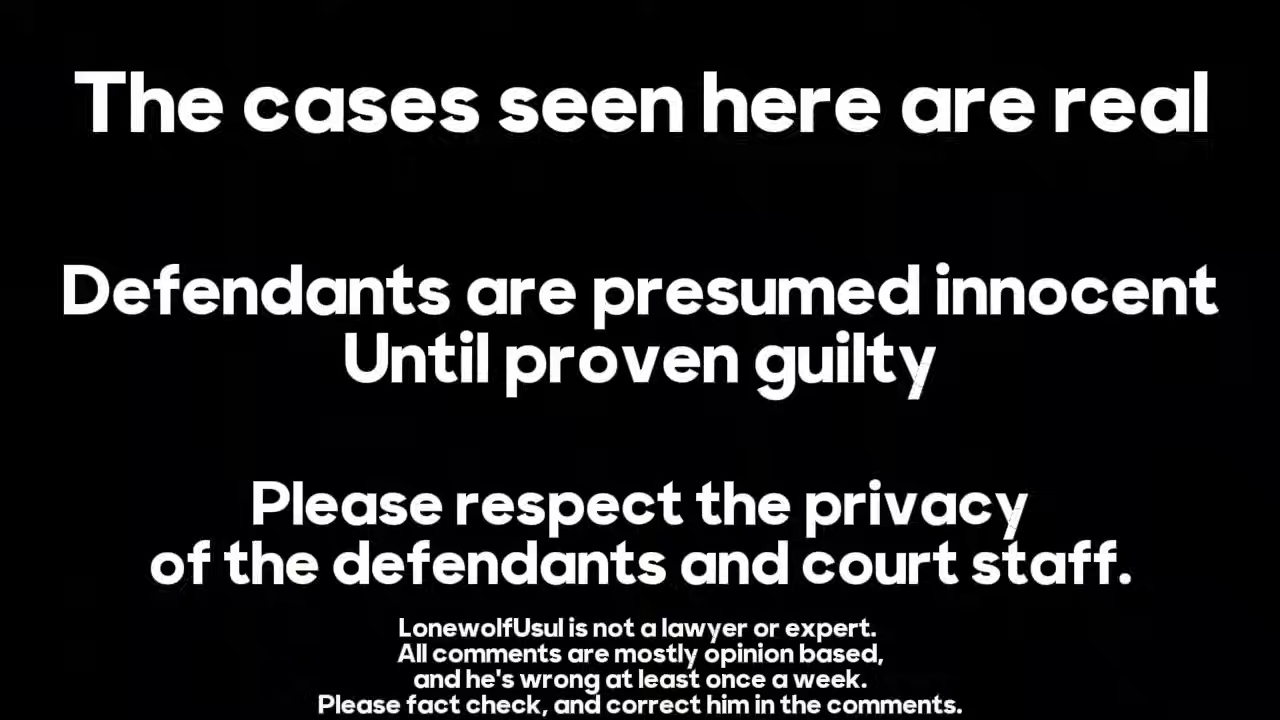 The cases seen here are real
Defendants are presumed innocent
Until proven guilty
Please respect the privacy
of the defendants and court staff.
LonewolfUsul is not a lawyer or expert.
All comments are mostly opinion based,
and he's wrong at least once a week.
Please fact check, and correct him in the comments.